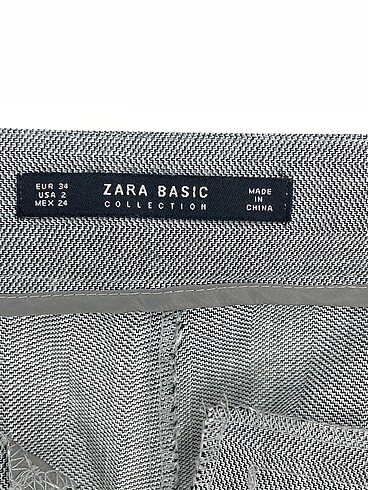 EUR 34
USA 2
MEX 24
ZARA BASIC
COLLECTION
MADE
IN
CHINA